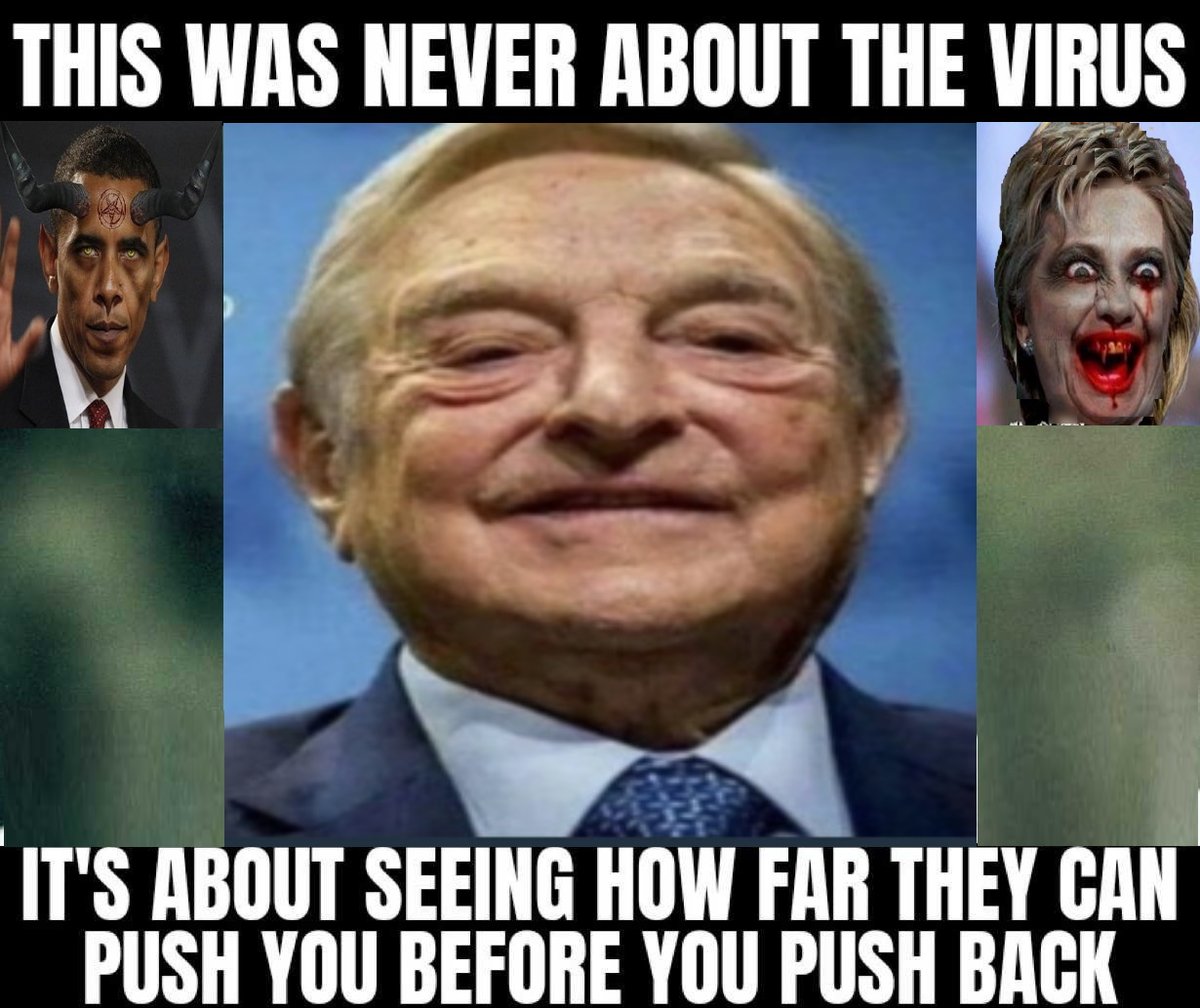 THIS WAS NEVER ABOUT THE VIRUS
IT'S ABOUT SEEING HOW FAR THEY CAN
PUSH YOU BEFORE YOU PUSH BACK